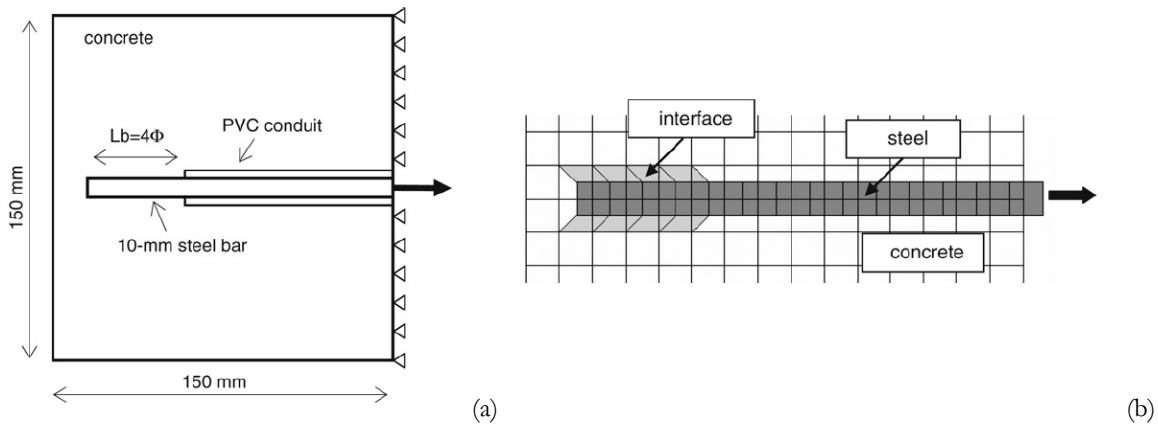 concrete
Lb=4Φ
PVC conduit
150 mm
10-mm steel bar
150 mm
(a)
interface
steel
concrete
(b)